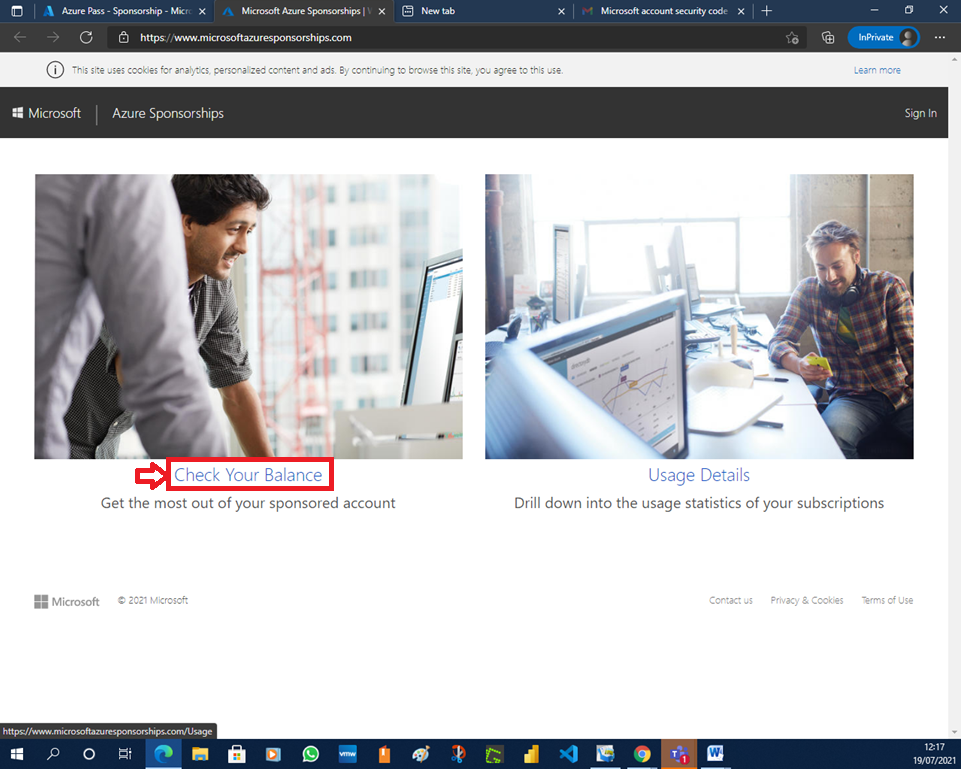 Azure Pass - Sponsorship - Micro
Microsoft Azure Sponsorships | V
New tab
Microsoft account security code
https://www.microsoftazuresponsorships.com
InPrivate
This site uses cookies for analytics, personalized content and ads. By continuing to browse this site, you agree to this use.
Learn more
Microsoft
Azure Sponsorships
Sign In
Check Your Balance
Get the most out of your sponsored account
Usage Details
Drill down into the usage statistics of your subscriptions
Microsoft
© 2021 Microsoft
Contact us
Privacy & Cookies
Terms of Use
https://www.microsoftazuresponsorships.com/Usage
vmw
12:17
19/07/2021